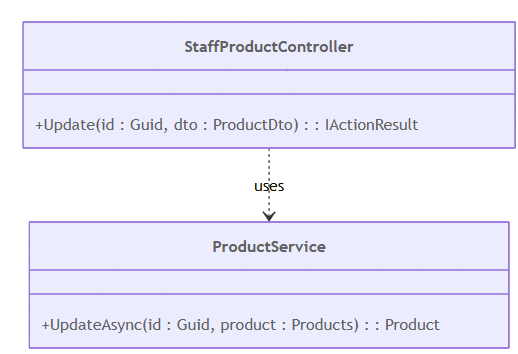 StaffProductController
+Update(id : Guid, dto : ProductDto) : : IActionResult
uses
ProductService
+UpdateAsync(id : Guid, product : Products) : : Product